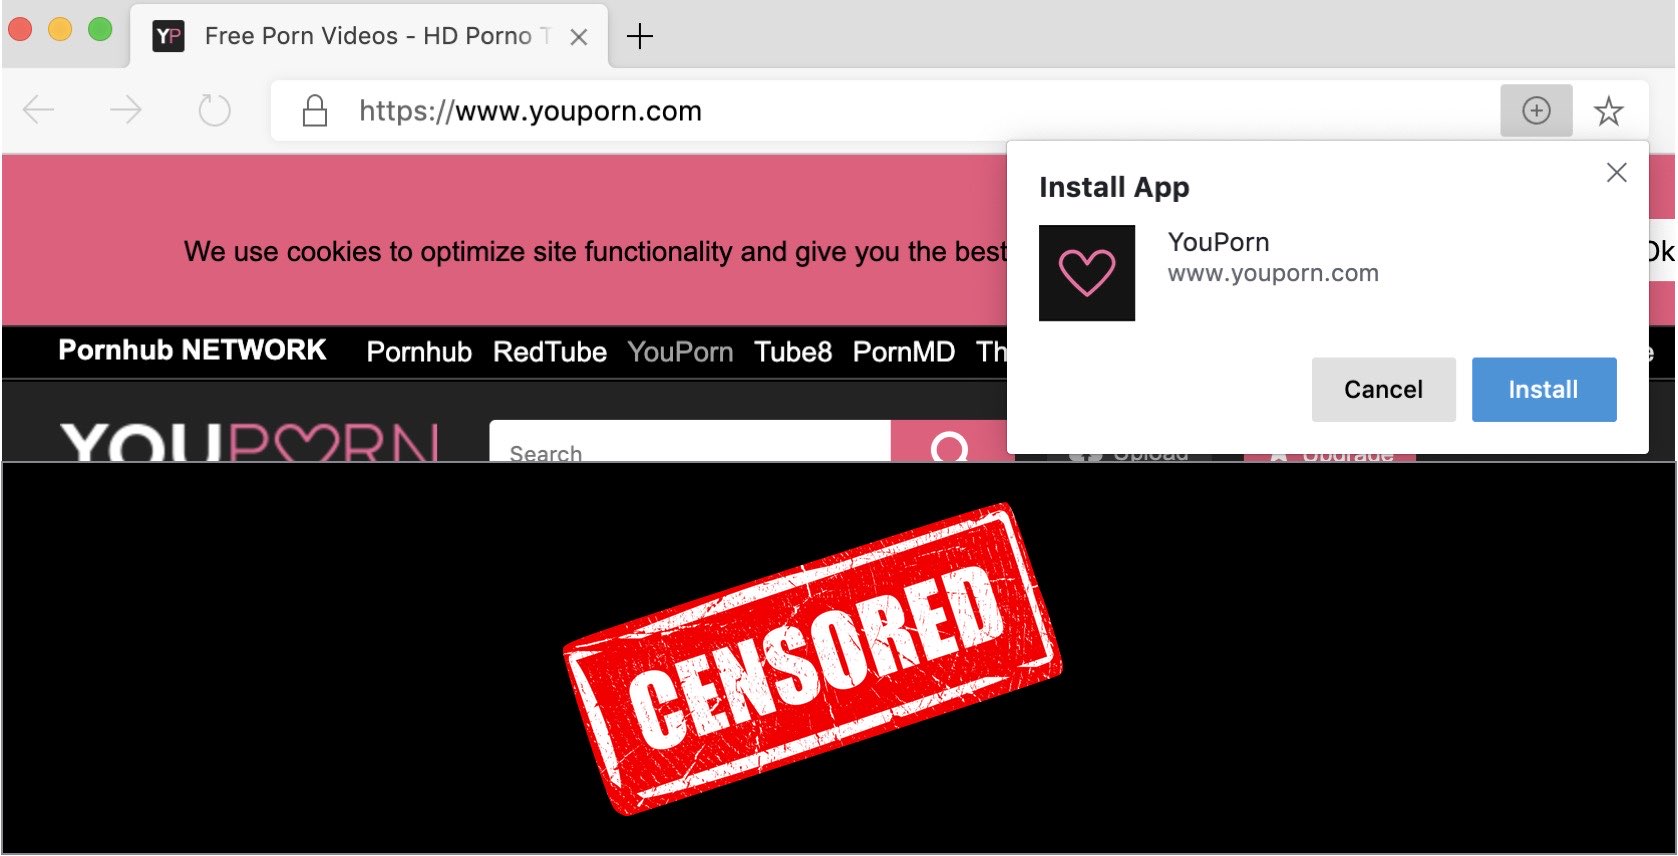 YP Free Porn Videos - HD Porno
https://www.youporn.com
Install App
YouPorn
www.youporn.com
Cancel Install
We use cookies to optimize site functionality and give you the best
Ok
Pornhub NETWORK Pornhub RedTube YouPorn Tube8 PornMD Th
YOUPORN Search Upload Upgrade
CENSORED